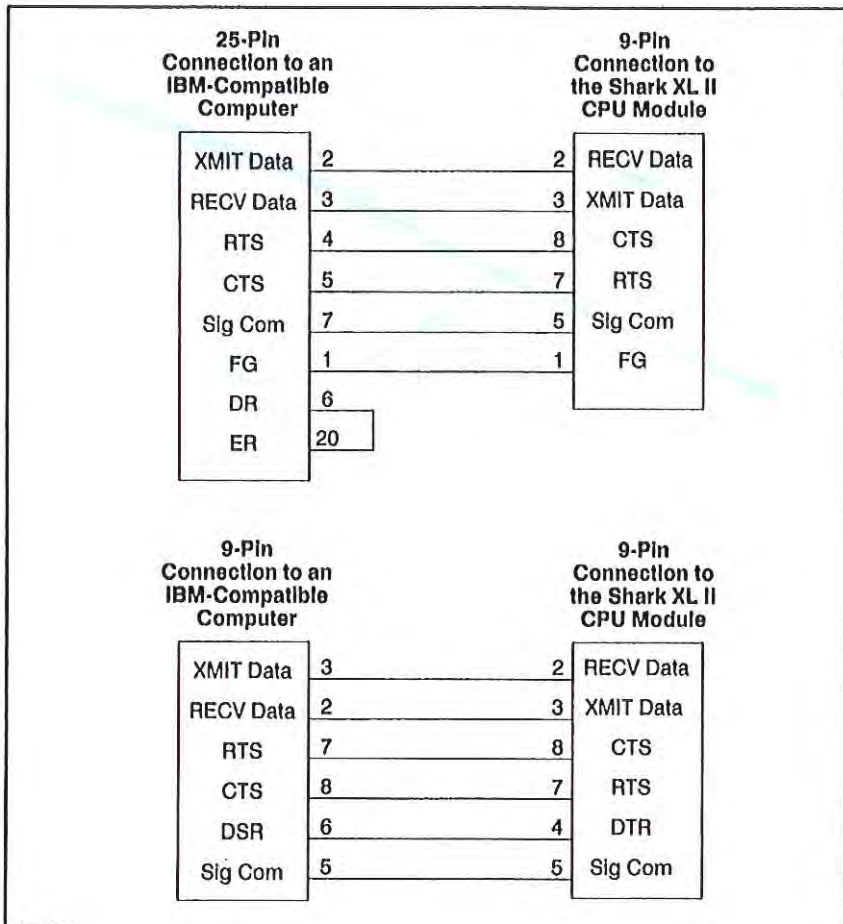 25-Pin
Connection to an
IBM-Compatible
Computer
9-Pin
Connection to
the Shark XL II
CPU Module
XMIT Data 2 2 RECV Data
RECV Data 3 3 XMIT Data
RTS 4 8 CTS
CTS 5 7 RTS
Sig Com 7 5 Sig Com
FG 1 1 FG
DR 6
ER 20
9-Pin
Connection to an
IBM-Compatible
Computer
9-Pin
Connection to
the Shark XL II
CPU Module
XMIT Data 3 2 RECV Data
RECV Data 2 3 XMIT Data
RTS 7 8 CTS
CTS 8 7 RTS
DSR 6 4 DTR
Sig Com 5 5 Sig Com